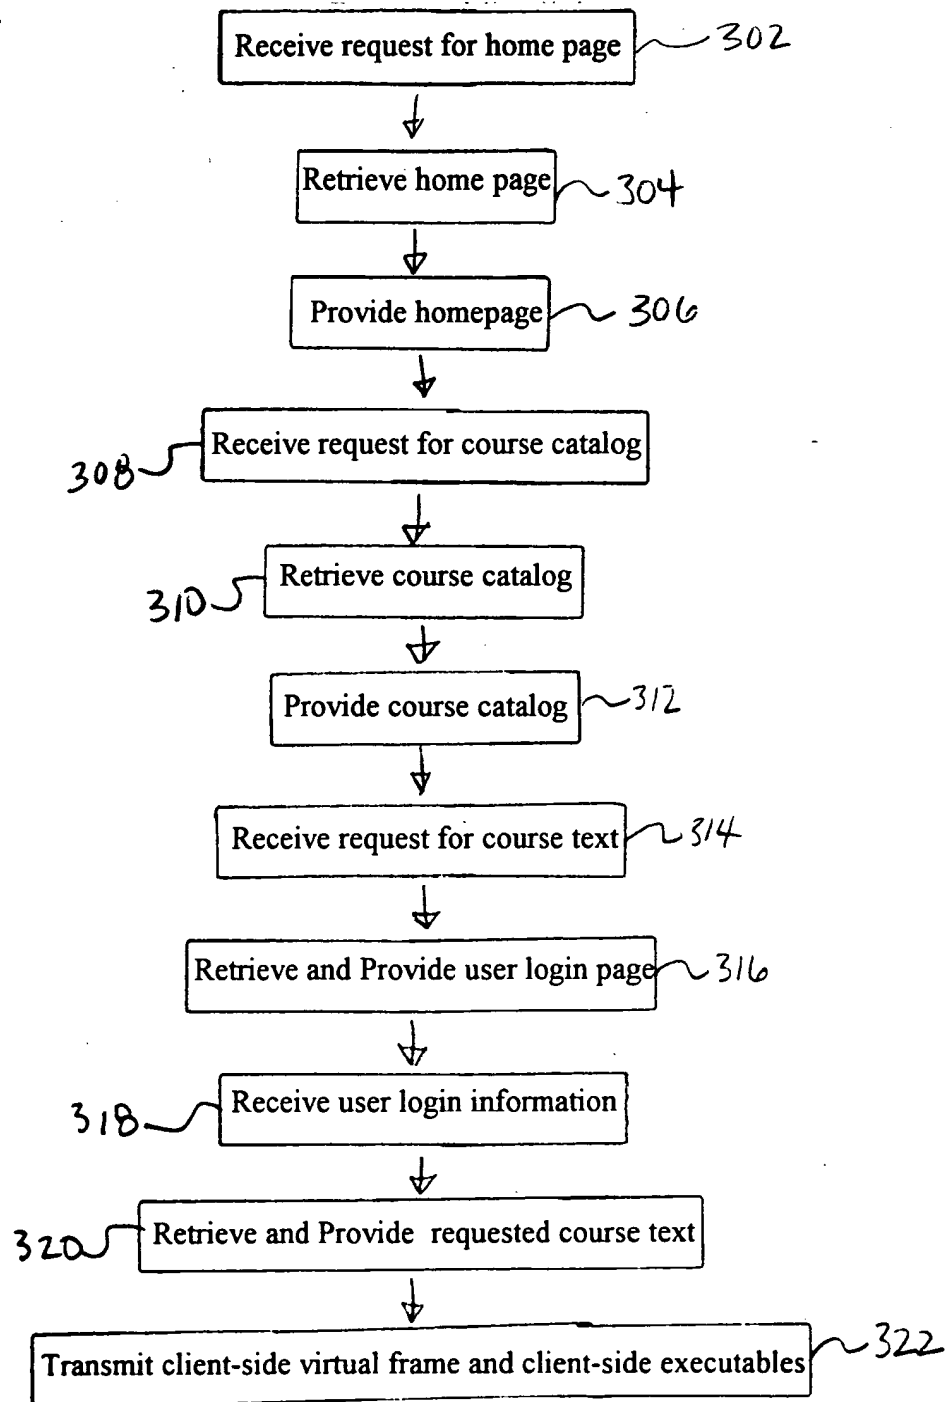 Receive request for home page 302
Retrieve home page 304
Provide homepage 306
308 Receive request for course catalog
310 Retrieve course catalog
Provide course catalog 312
Receive request for course text 314
Retrieve and Provide user login page 316
318 Receive user login information
320 Retrieve and Provide requested course text
Transmit client-side virtual frame and client-side executables 322